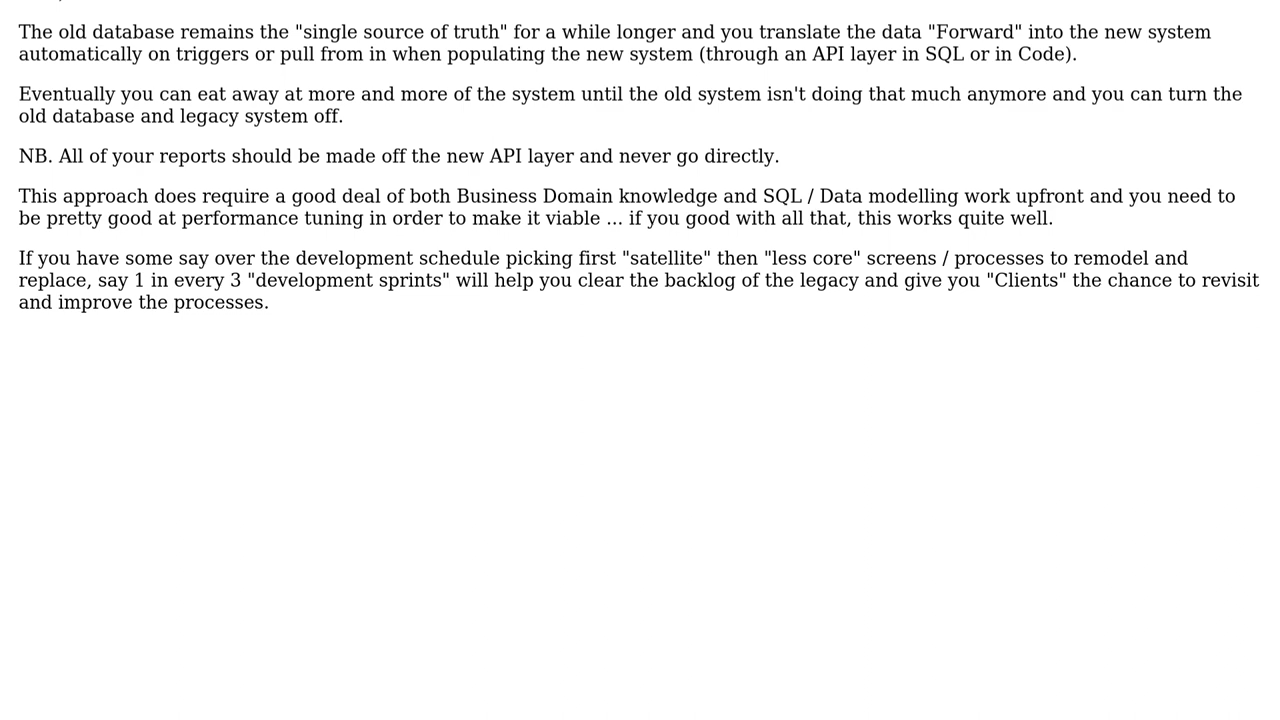 The old database remains the "single source of truth" for a while longer and you translate the data "Forward" into the new system
automatically on triggers or pull from in when populating the new system (through an API layer in SQL or in Code).
Eventually you can eat away at more and more of the system until the old system isn't doing that much anymore and you can turn the
old database and legacy system off.
NB. All of your reports should be made off the new API layer and never go directly.
This approach does require a good deal of both Business Domain knowledge and SQL / Data modelling work upfront and you need to
be pretty good at performance tuning in order to make it viable ... if you good with all that, this works quite well.
If you have some say over the development schedule picking first "satellite" then "less core" screens / processes to remodel and
replace, say 1 in every 3 "development sprints" will help you clear the backlog of the legacy and give you "Clients" the chance to revisit
and improve the processes.